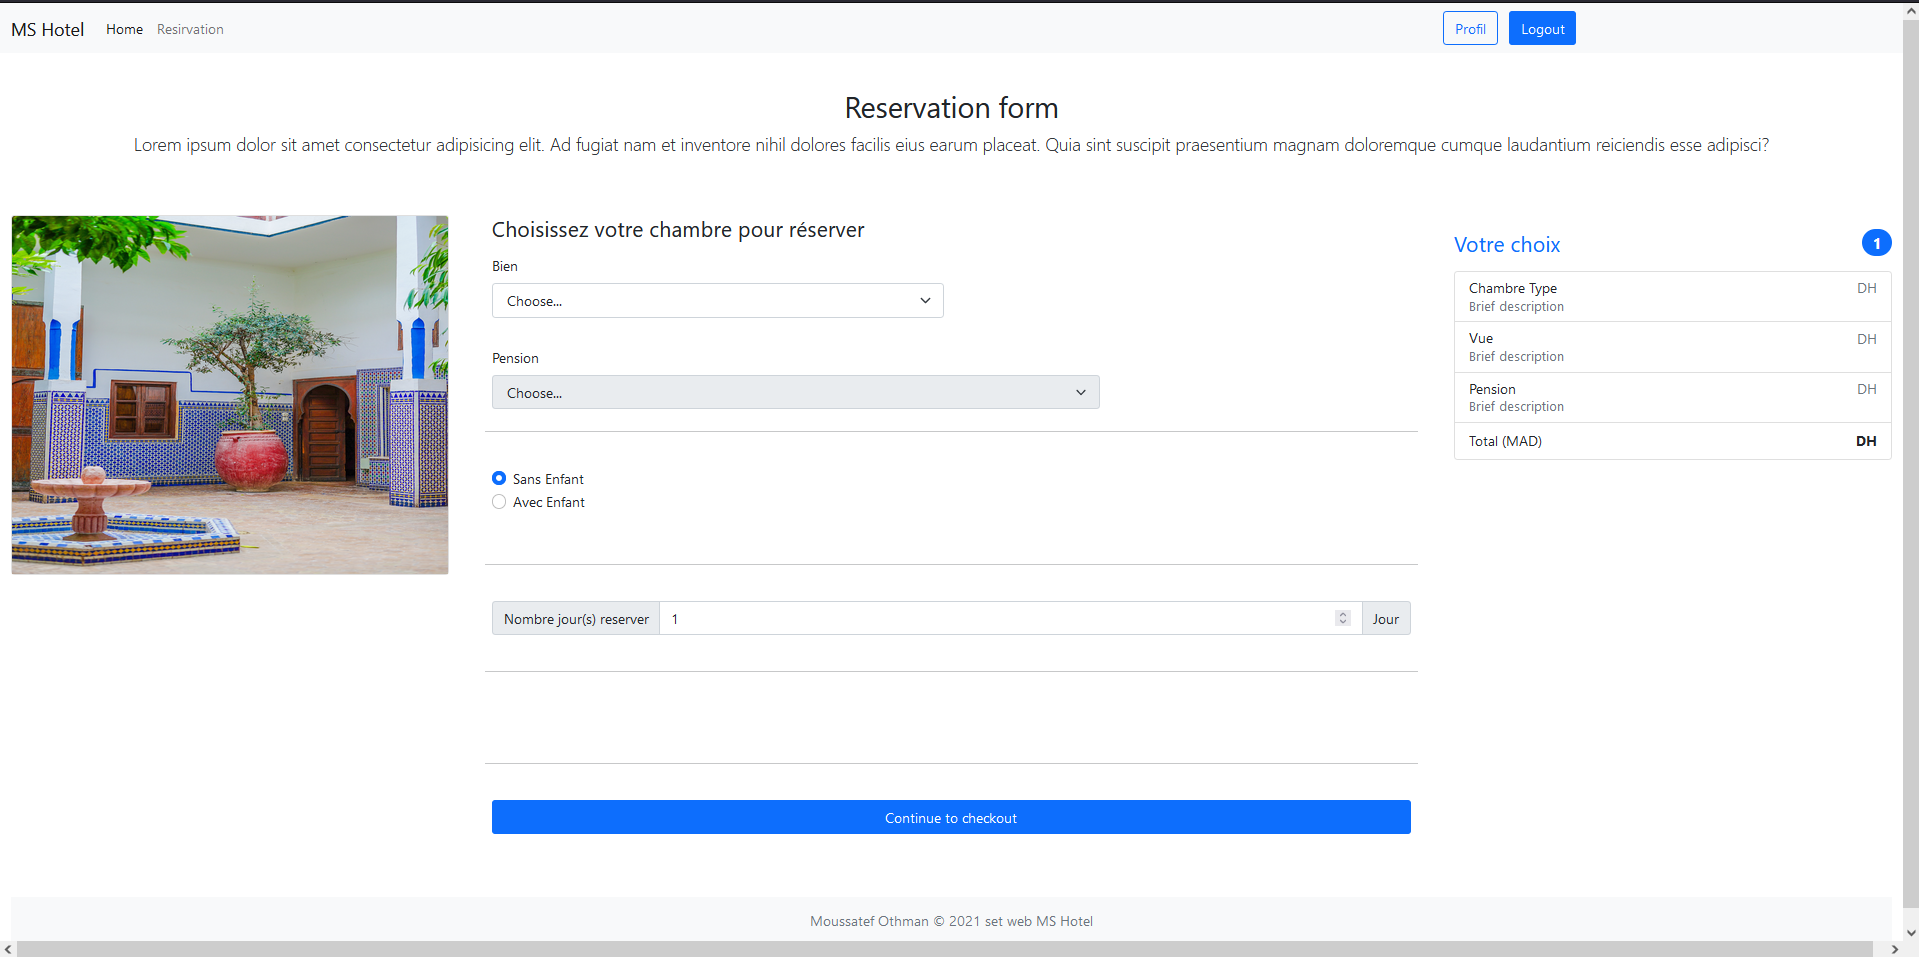 MS Hotel Home Resirvation Profil Logout
Reservation form
Lorem ipsum dolor sit amet consectetur adipisicing elit. Ad fugiat nam et inventore nihil dolores facilis eius earum placeat. Quia sint suscipit praesentium magnam doloremque cumque laudantium reiciendis esse adipisci?
Choisissez votre chambre pour réserver
Bien
Choose...
Pension
Choose...
Sans Enfant
Avec Enfant
Nombre jour(s) reserver 1 Jour
Continue to checkout
Votre choix 1
Chambre Type DH
Brief description
Vue DH
Brief description
Pension DH
Brief description
Total (MAD) DH
Moussatef Othman © 2021 set web MS Hotel